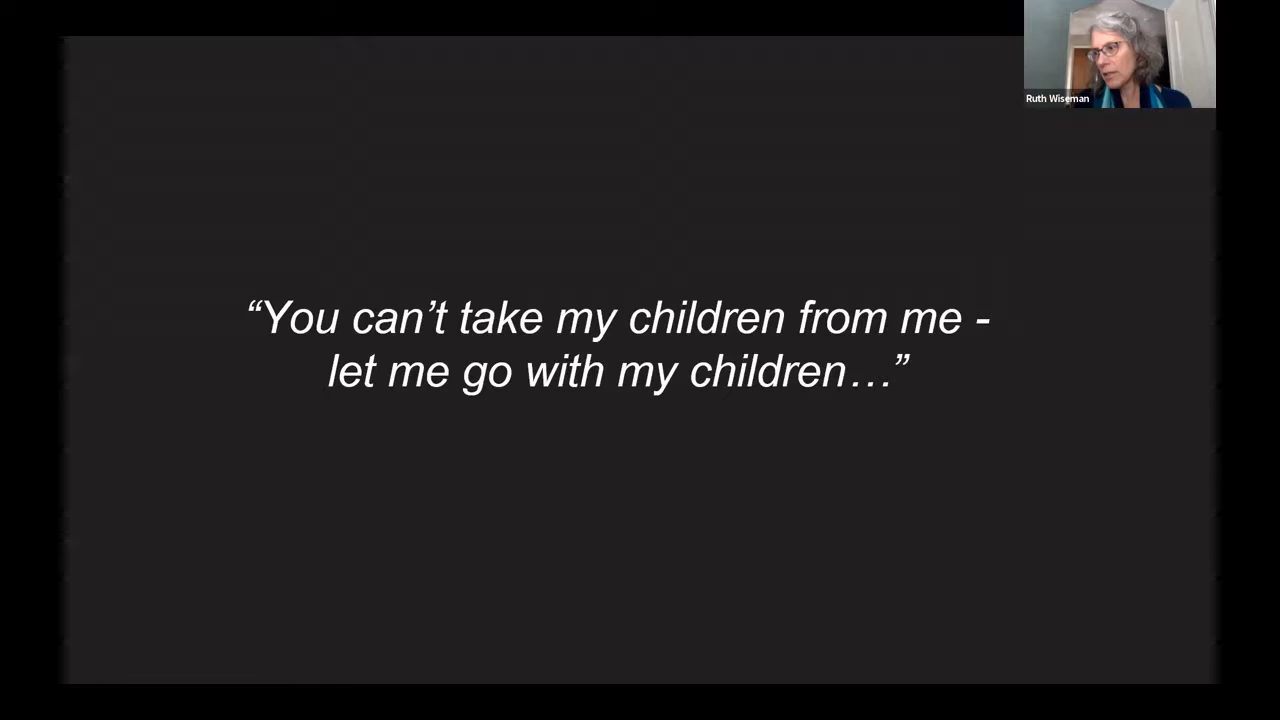 Ruth Wiseman
“You can’t take my children from me -
let me go with my children…”